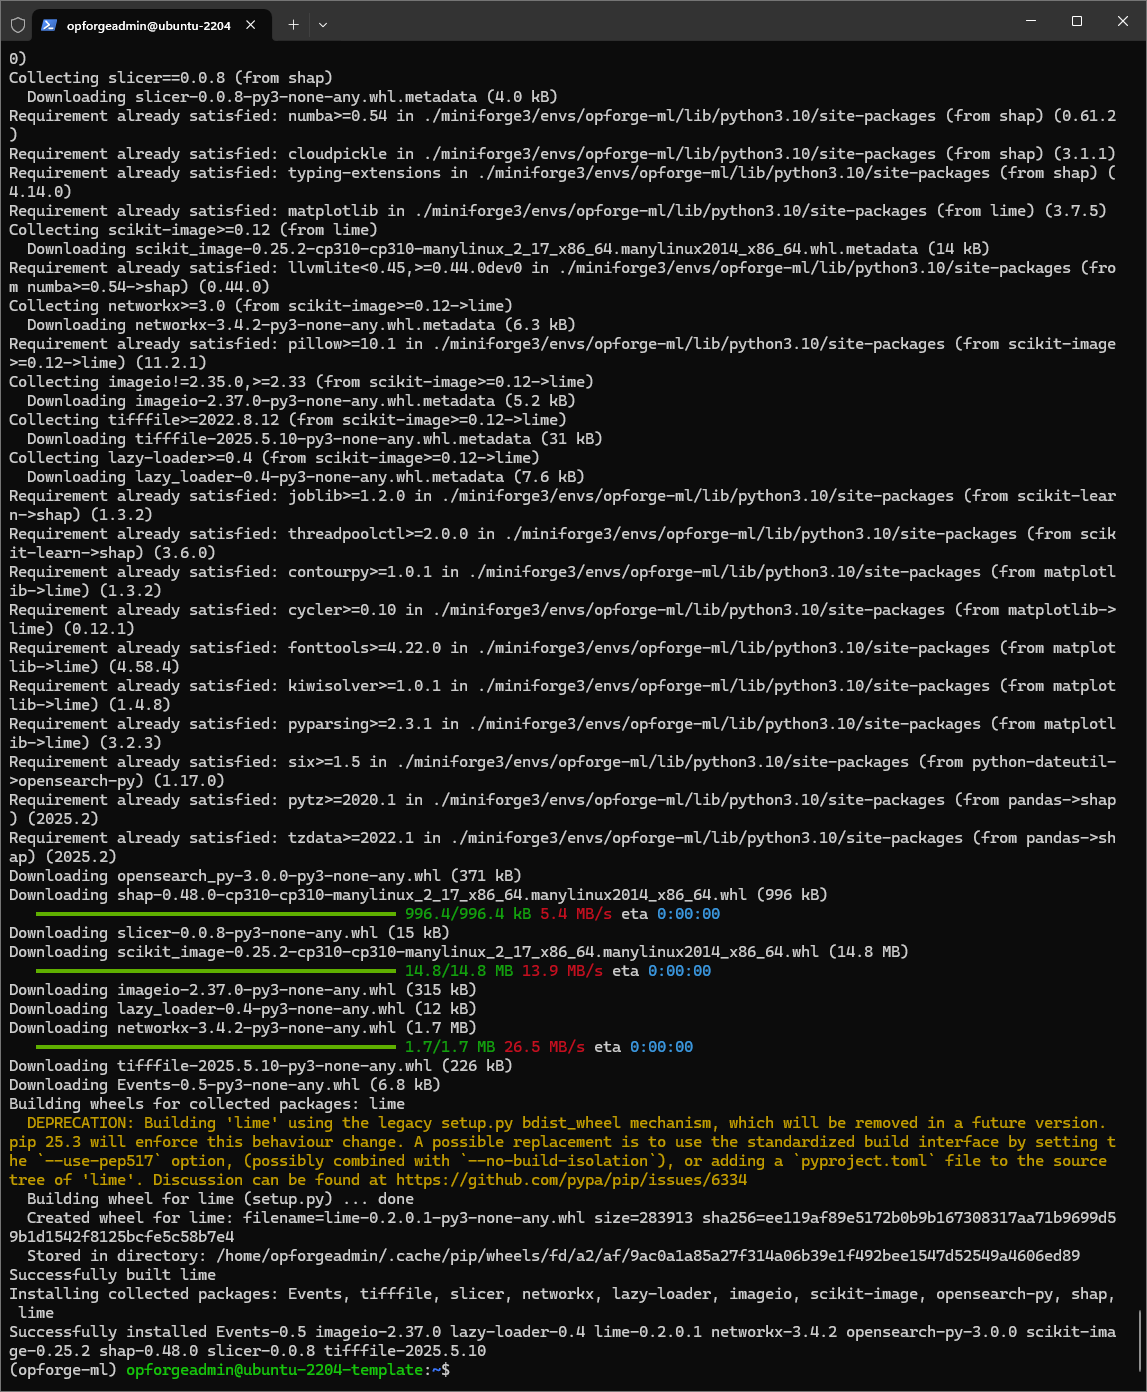 opforgeadmin@ubuntu-2204
0)
Collecting slicer==0.0.8 (from shap)
  Downloading slicer-0.0.8-py3-none-any.whl.metadata (4.0 kB)
Requirement already satisfied: numba>=0.54 in ./miniforge3/envs/opforge-ml/lib/python3.10/site-packages (from shap) (0.61.2
)
Requirement already satisfied: cloudpickle in ./miniforge3/envs/opforge-ml/lib/python3.10/site-packages (from shap) (3.1.1)
Requirement already satisfied: typing-extensions in ./miniforge3/envs/opforge-ml/lib/python3.10/site-packages (from shap) (
4.14.0)
Requirement already satisfied: matplotlib in ./miniforge3/envs/opforge-ml/lib/python3.10/site-packages (from lime) (3.7.5)
Collecting scikit-image>=0.12 (from lime)
  Downloading scikit_image-0.25.2-cp310-cp310-manylinux_2_17_x86_64.manylinux2014_x86_64.whl.metadata (14 kB)
Requirement already satisfied: llvmlite<0.45,>=0.44.0dev0 in ./miniforge3/envs/opforge-ml/lib/python3.10/site-packages (fro
m numba>=0.54->shap) (0.44.0)
Collecting networkx>=3.0 (from scikit-image>=0.12->lime)
  Downloading networkx-3.4.2-py3-none-any.whl.metadata (6.3 kB)
Requirement already satisfied: pillow>=10.1 in ./miniforge3/envs/opforge-ml/lib/python3.10/site-packages (from scikit-image
>=0.12->lime) (11.2.1)
Collecting imageio!=2.35.0,>=2.33 (from scikit-image>=0.12->lime)
  Downloading imageio-2.37.0-py3-none-any.whl.metadata (5.2 kB)
Collecting tifffile>=2022.8.12 (from scikit-image>=0.12->lime)
  Downloading tifffile-2025.5.10-py3-none-any.whl.metadata (31 kB)
Collecting lazy-loader>=0.4 (from scikit-image>=0.12->lime)
  Downloading lazy_loader-0.4-py3-none-any.whl.metadata (7.6 kB)
Requirement already satisfied: joblib>=1.2.0 in ./miniforge3/envs/opforge-ml/lib/python3.10/site-packages (from scikit-lear
n->shap) (1.3.2)
Requirement already satisfied: threadpoolctl>=2.0.0 in ./miniforge3/envs/opforge-ml/lib/python3.10/site-packages (from scik
it-learn->shap) (3.6.0)
Requirement already satisfied: contourpy>=1.0.1 in ./miniforge3/envs/opforge-ml/lib/python3.10/site-packages (from matplotl
ib->lime) (1.3.2)
Requirement already satisfied: cycler>=0.10 in ./miniforge3/envs/opforge-ml/lib/python3.10/site-packages (from matplotlib->
lime) (0.12.1)
Requirement already satisfied: fonttools>=4.22.0 in ./miniforge3/envs/opforge-ml/lib/python3.10/site-packages (from matplot
lib->lime) (4.58.4)
Requirement already satisfied: kiwisolver>=1.0.1 in ./miniforge3/envs/opforge-ml/lib/python3.10/site-packages (from matplot
lib->lime) (1.4.8)
Requirement already satisfied: pyparsing>=2.3.1 in ./miniforge3/envs/opforge-ml/lib/python3.10/site-packages (from matplotl
ib->lime) (3.2.3)
Requirement already satisfied: six>=1.5 in ./miniforge3/envs/opforge-ml/lib/python3.10/site-packages (from python-dateutil-
>opensearch-py) (1.17.0)
Requirement already satisfied: pytz>=2020.1 in ./miniforge3/envs/opforge-ml/lib/python3.10/site-packages (from pandas->shap
) (2025.2)
Requirement already satisfied: tzdata>=2022.1 in ./miniforge3/envs/opforge-ml/lib/python3.10/site-packages (from pandas->sh
ap) (2025.2)
Downloading opensearch_py-3.0.0-py3-none-any.whl (371 kB)
Downloading shap-0.48.0-cp310-cp310-manylinux_2_17_x86_64.manylinux2014_x86_64.whl (996 kB)
996.4/996.4 kB 5.4 MB/s eta 0:00:00
Downloading slicer-0.0.8-py3-none-any.whl (15 kB)
Downloading scikit_image-0.25.2-cp310-cp310-manylinux_2_17_x86_64.manylinux2014_x86_64.whl (14.8 MB)
14.8/14.8 MB 13.9 MB/s eta 0:00:00
Downloading imageio-2.37.0-py3-none-any.whl (315 kB)
Downloading lazy_loader-0.4-py3-none-any.whl (12 kB)
Downloading networkx-3.4.2-py3-none-any.whl (1.7 MB)
1.7/1.7 MB 26.5 MB/s eta 0:00:00
Downloading tifffile-2025.5.10-py3-none-any.whl (226 kB)
Downloading Events-0.5-py3-none-any.whl (6.8 kB)
Building wheels for collected packages: lime
  DEPRECATION: Building 'lime' using the legacy setup.py bdist_wheel mechanism, which will be removed in a future version.
pip 25.3 will enforce this behaviour change. A possible replacement is to use the standardized build interface by setting t
he `--use-pep517` option, (possibly combined with `--no-build-isolation`), or adding a `pyproject.toml` file to the source
tree of 'lime'. Discussion can be found at https://github.com/pypa/pip/issues/6334
  Building wheel for lime (setup.py) ... done
  Created wheel for lime: filename=lime-0.2.0.1-py3-none-any.whl size=283913 sha256=ee119af89e5172b0b9b167308317aa71b9699d5
9b1d1542f8125bcfe5c58b7e4
  Stored in directory: /home/opforgeadmin/.cache/pip/wheels/fd/a2/af/9ac0a1a85a27f314a06b39e1f492bee1547d52549a4606ed89
Successfully built lime
Installing collected packages: Events, tifffile, slicer, networkx, lazy-loader, imageio, scikit-image, opensearch-py, shap,
 lime
Successfully installed Events-0.5 imageio-2.37.0 lazy-loader-0.4 lime-0.2.0.1 networkx-3.4.2 opensearch-py-3.0.0 scikit-ima
ge-0.25.2 shap-0.48.0 slicer-0.0.8 tifffile-2025.5.10
(opforge-ml) opforgeadmin@ubuntu-2204-template:~$